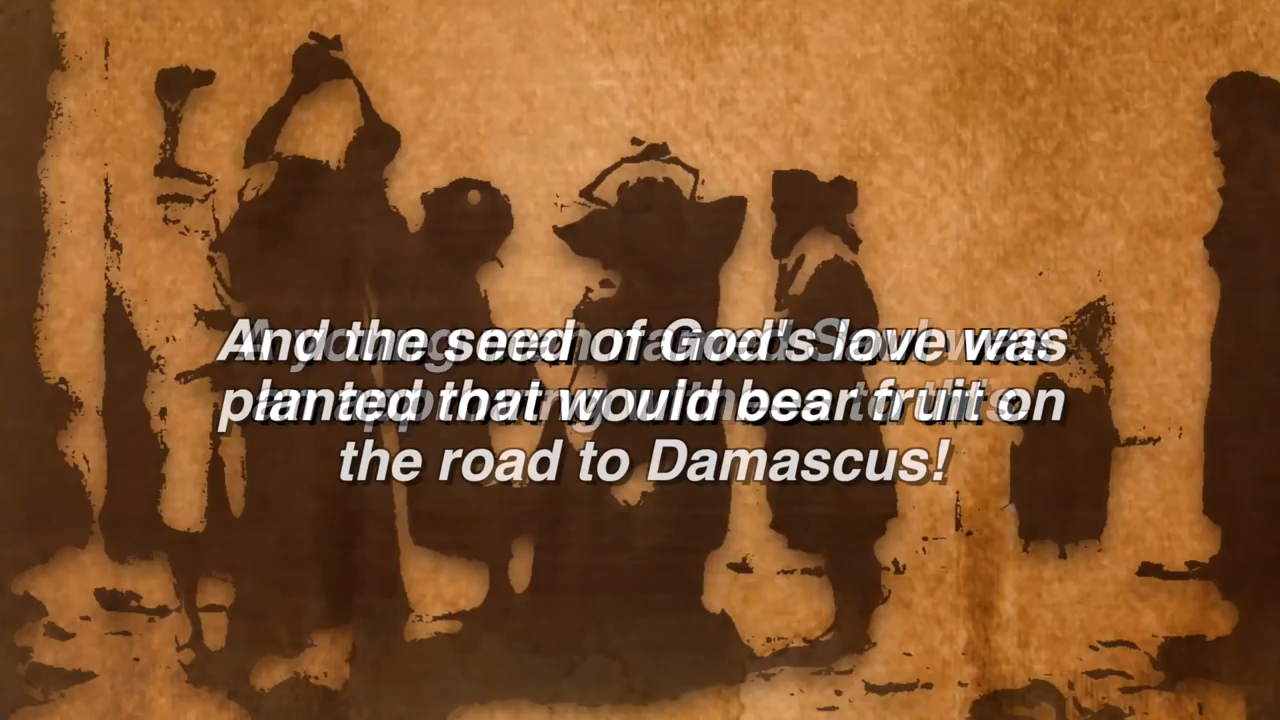 And the seed of God's love was
planted that would bear fruit on
the road to Damascus!